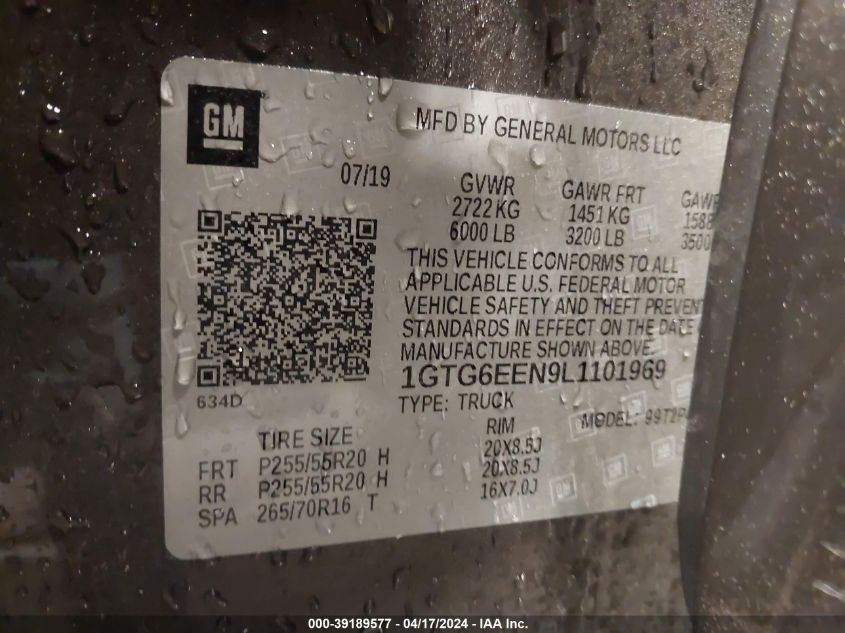 GM
MFD BY GENERAL MOTORS LLC
07/19
GVWR GAWR FRT
2722 KG 1451 KG
6000 LB 3200 LB
THIS VEHICLE CONFORMS TO ALL
APPLICABLE U.S. FEDERAL MOTOR
VEHICLE SAFETY AND THEFT PREVENT
STANDARDS IN EFFECT ON THE DATE
MANUFACTURE SHOWN ABOVE.
1GTG6EEN9L1101969
TYPE: TRUCK MODEL:
634D
TIRE SIZE RIM
FRT P255/55R20 H 20X8.5J
RR P255/55R20 H 20X8.5J
SPA 265/70R16 T 16X7.0J
000-39189577 - 04/17/2024 - IAA Inc.